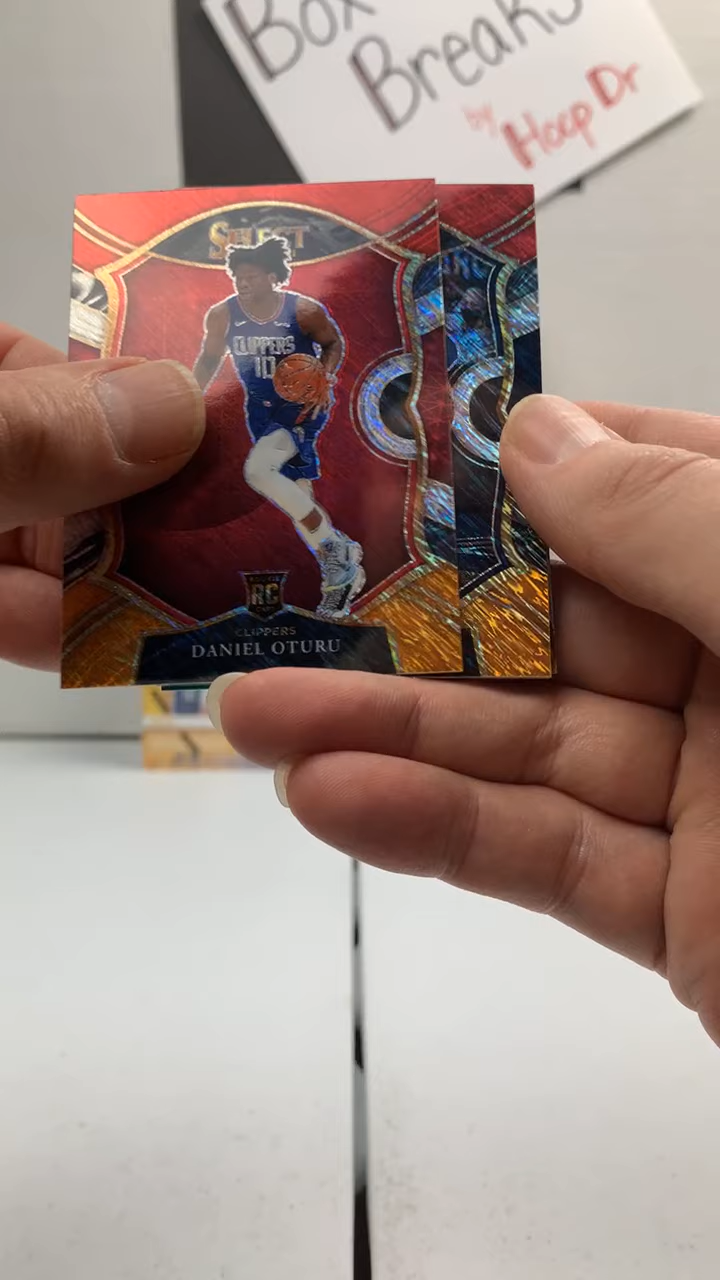 Box
Breaks
by Hoop Dr
SELECT
CLIPPERS
10
RC
CLIPPERS
DANIEL OTURU